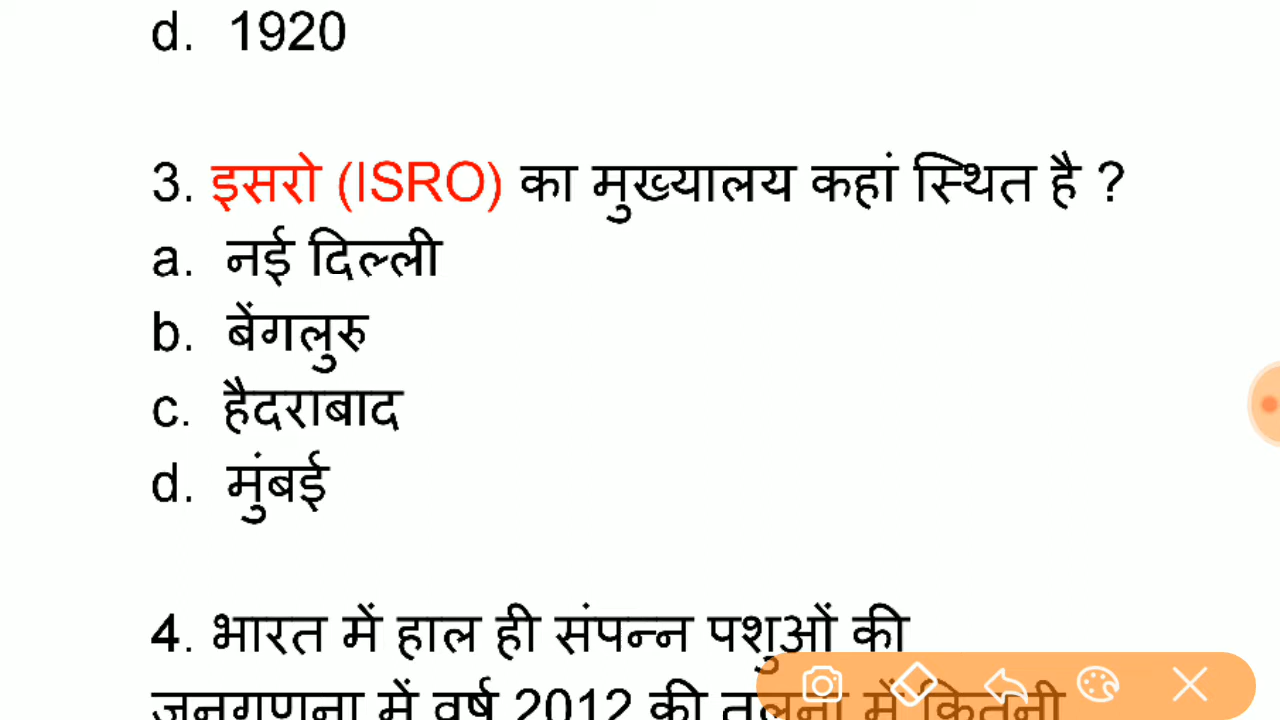 d. 1920
3. इसरो (ISRO) का मुख्यालय कहां स्थित है ?
a. नई दिल्ली
b. बेंगलुरु
c. हैदराबाद
d. मुंबई
4. भारत में हाल ही संपन्न पशुओं की
जनगणना में वर्ष 2012 की तुलना में कितनी